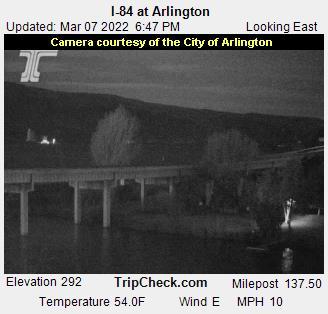 I-84 at Arlington
Updated: Mar 07 2022 6:47 PM Looking East
Camera courtesy of the City of Arlington
Elevation 292 TripCheck.com Milepost 137.50
Temperature 54.0F Wind E MPH 10